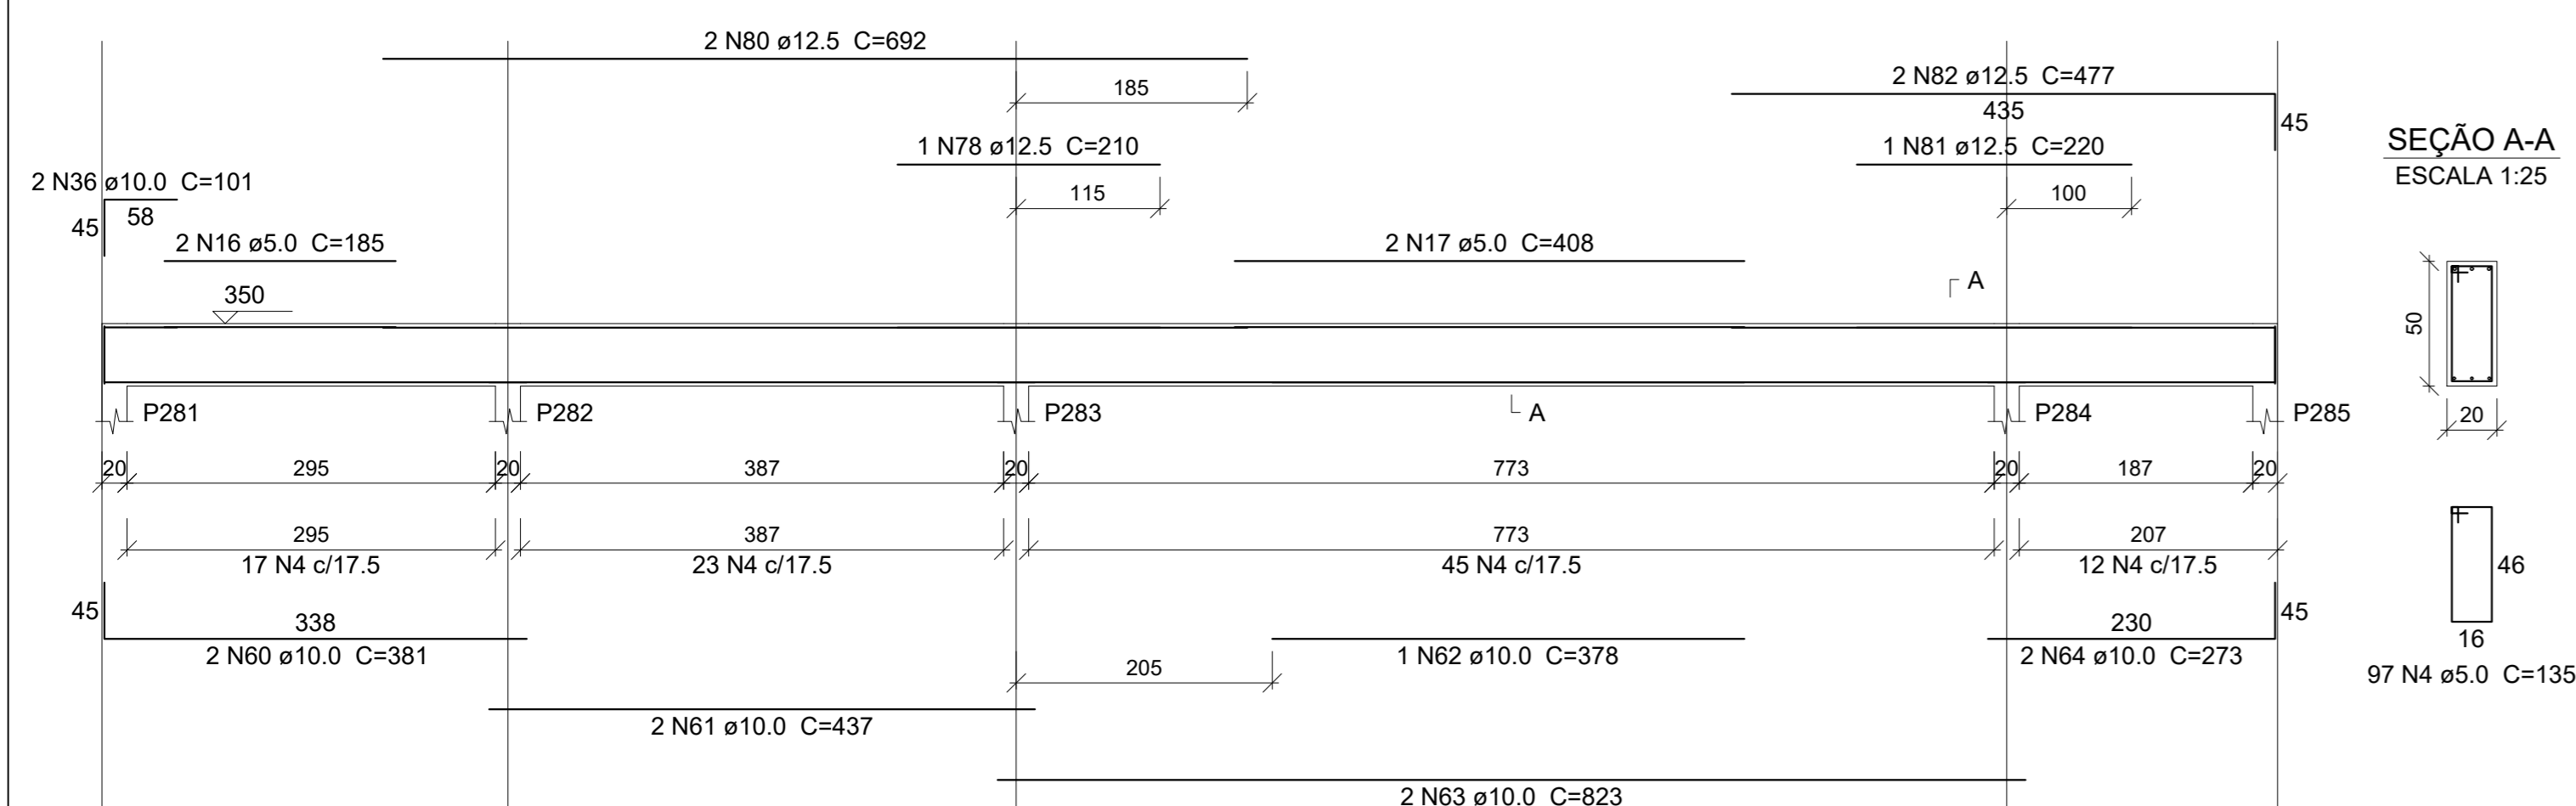 2 N80 ø12.5 C=692
185
2 N82 ø12.5 C=477
435
45
1 N78 ø12.5 C=210
115
1 N81 ø12.5 C=220
100
SEÇÃO A-A
ESCALA 1:25
2 N36 ø10.0 C=101
45
58
2 N16 ø5.0 C=185
2 N17 ø5.0 C=408
350
A
A
P281
P282
P283
P284
P285
50
20
20
295
20
387
20
773
20
187
20
295
387
773
207
17 N4 c/17.5
23 N4 c/17.5
45 N4 c/17.5
12 N4 c/17.5
46
16
97 N4 ø5.0 C=135
45
338
2 N60 ø10.0 C=381
205
1 N62 ø10.0 C=378
230
45
2 N64 ø10.0 C=273
2 N61 ø10.0 C=437
2 N63 ø10.0 C=823